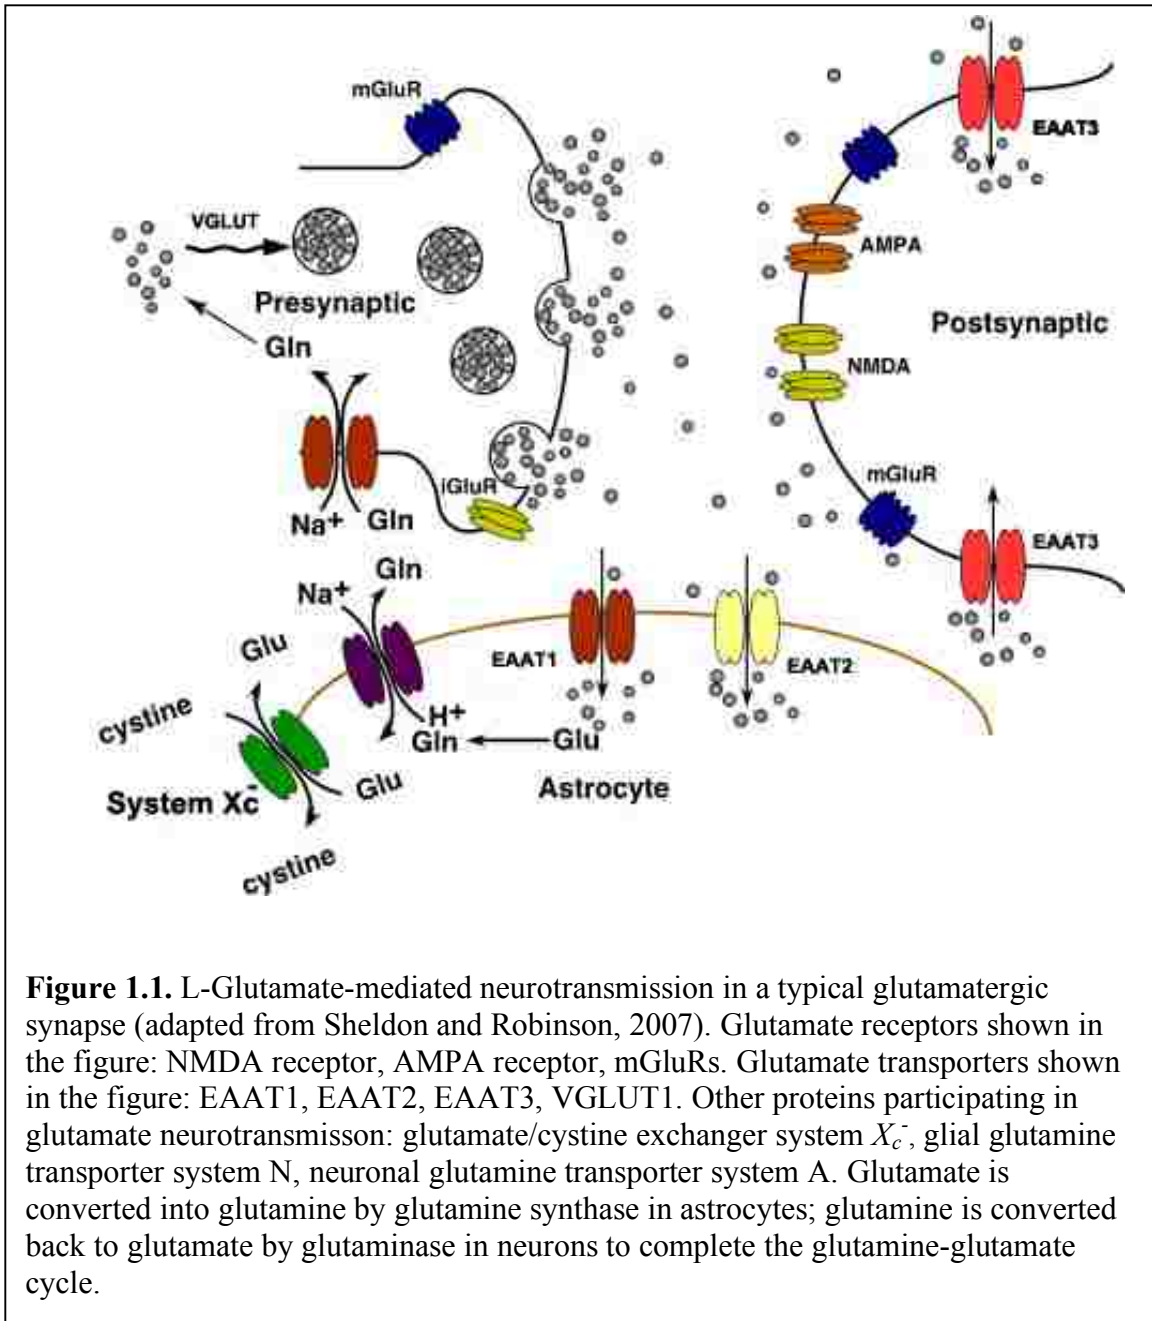 mGluR
EAAT3
VGLUT
AMPA
Presynaptic
Postsynaptic
Gln
NMDA
mGluR
iGluR
Na+
Gln
EAAT3
Gln
Na+
Glu
EAAT1
EAAT2
cystine
H+
Gln
Glu
Glu
Astrocyte
System Xc-
cystine
Figure 1.1. L-Glutamate-mediated neurotransmission in a typical glutamatergic
synapse (adapted from Sheldon and Robinson, 2007). Glutamate receptors shown in
the figure: NMDA receptor, AMPA receptor, mGluRs. Glutamate transporters shown
in the figure: EAAT1, EAAT2, EAAT3, VGLUT1. Other proteins participating in
glutamate neurotransmisson: glutamate/cystine exchanger system Xc-, glial glutamine
transporter system N, neuronal glutamine transporter system A. Glutamate is
converted into glutamine by glutamine synthase in astrocytes; glutamine is converted
back to glutamate by glutaminase in neurons to complete the glutamine-glutamate
cycle.